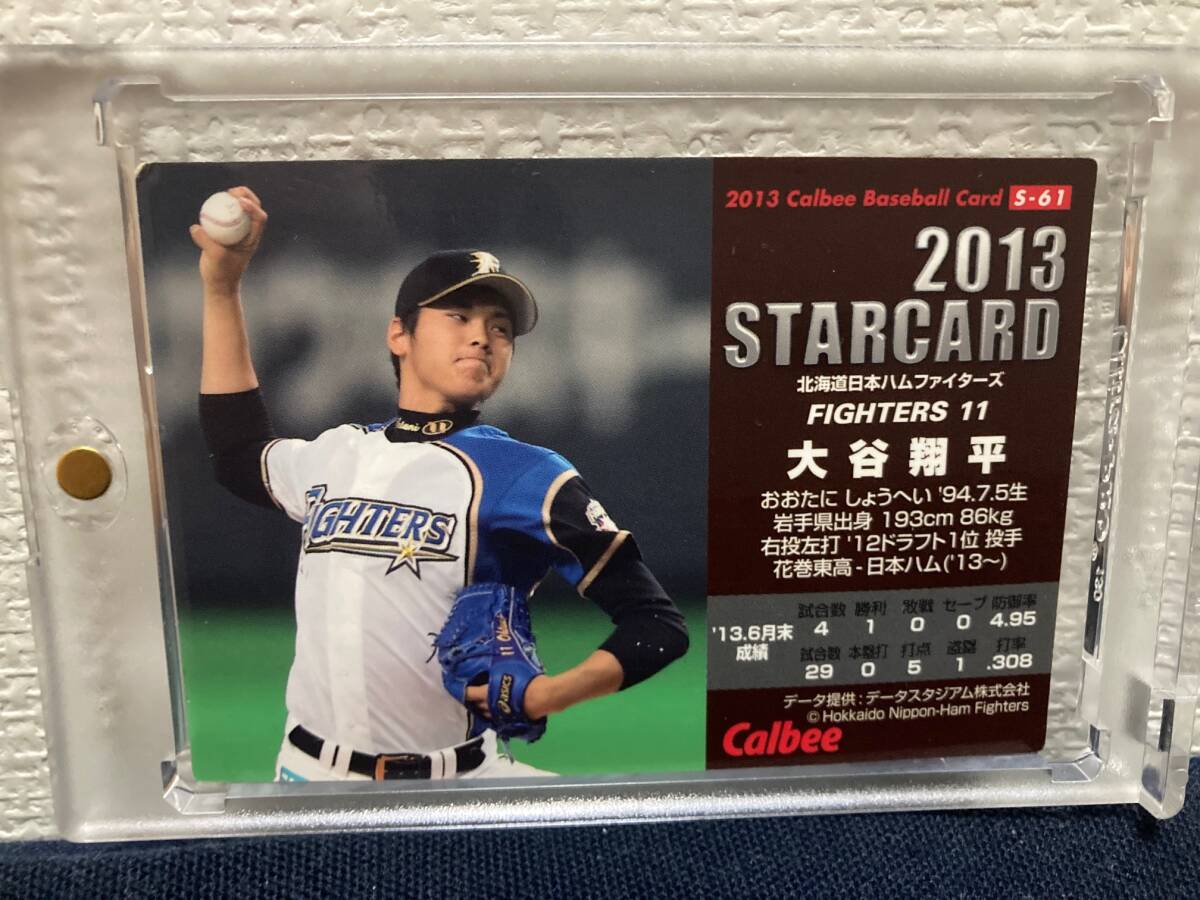 2013 Calbee Baseball Card S-61
2013
STARCARD
北海道日本ハムファイターズ
FIGHTERS 11
大谷翔平
おおたに しょうへい '94.7.5生
岩手県出身 193cm 86kg
右投左打 '12ドラフト1位 投手
花巻東高-日本ハム('13〜)
'13.6月末
成績
試合数 勝利 敗戦 セーブ 防御率
4 1 0 0 4.95
試合数 本塁打 打点 盗塁 打率
29 0 5 1 .308
データ提供:データスタジアム株式会社
© Hokkaido Nippon-Ham Fighters
Calbee
FIGHTERS
11
asics
130